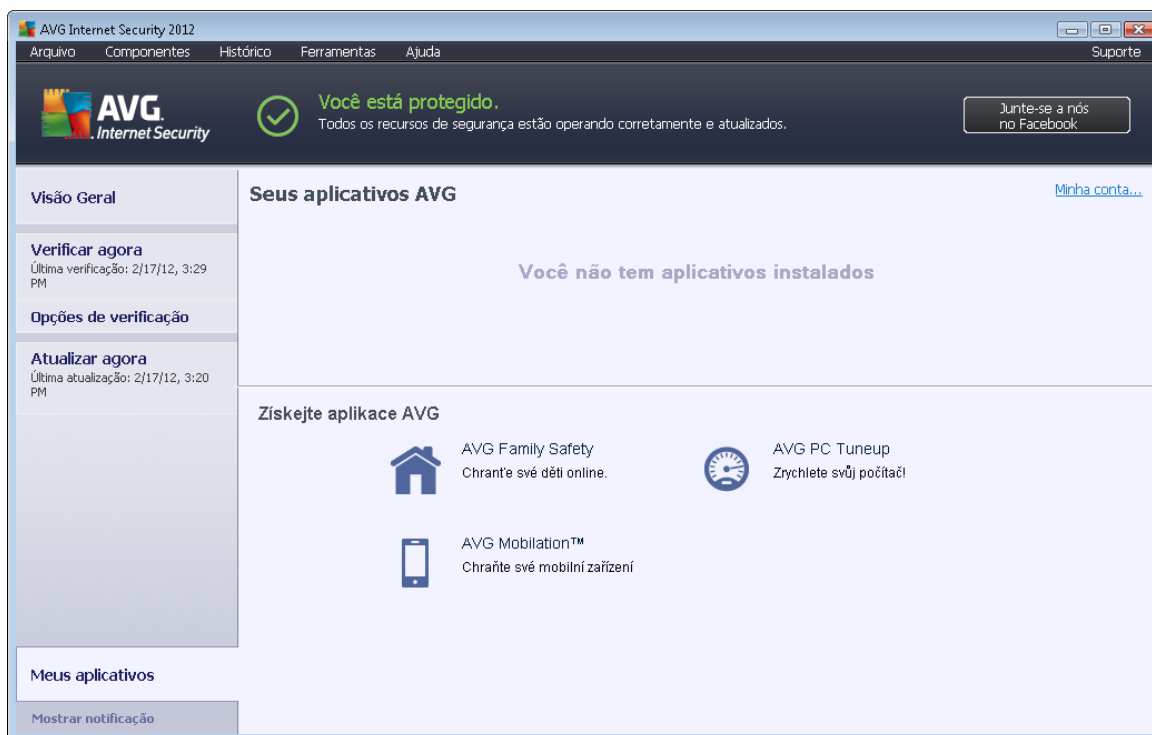 AVG Internet Security 2012
Arquivo Componentes Histórico Ferramentas Ajuda Suporte
AVG.
Internet Security
Você está protegido.
Todos os recursos de segurança estão operando corretamente e atualizados.
Junte-se a nós
no Facebook
Visão Geral
Verificar agora
Última verificação: 2/17/12, 3:29
PM
Opções de verificação
Atualizar agora
Última atualização: 2/17/12, 3:20
PM
Meus aplicativos
Mostrar notificação
Seus aplicativos AVG
Minha conta...
Você não tem aplicativos instalados
Získejte aplikace AVG
AVG Family Safety
Chranťe své děti online.
AVG PC Tuneup
Zrychlete svůj počítač!
AVG Mobilation™
Chraňte své mobilní zařízení